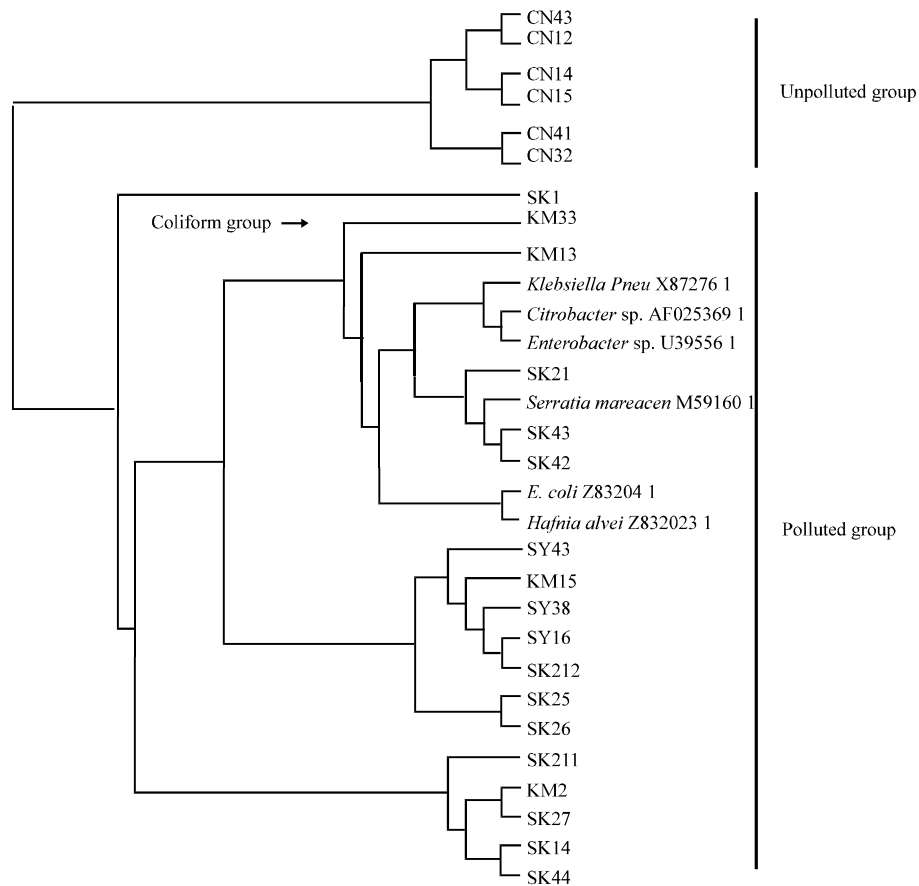 CN43
CN12
CN14
CN15
Unpolluted group
CN41
CN32
SK1
Coliform group
KM33
KM13
Klebsiella Pneu X87276 1
Citrobacter sp. AF025369 1
Enterobacter sp. U39556 1
SK21
Serratia mareacen M59160 1
SK43
SK42
E. coli Z83204 1
Hafnia alvei Z832023 1
Polluted group
SY43
KM15
SY38
SY16
SK212
SK25
SK26
SK211
KM2
SK27
SK14
SK44